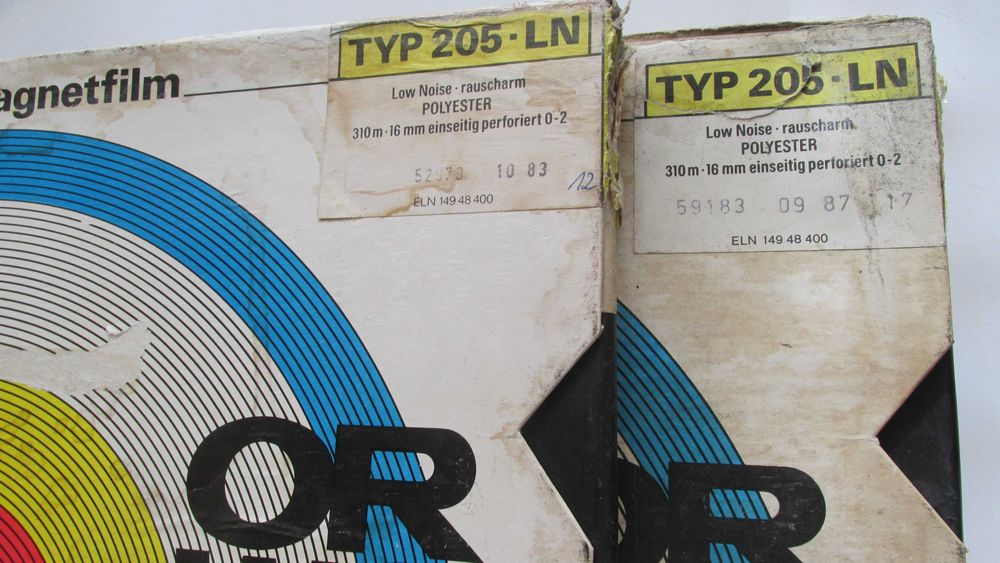 agnetfilm
TYP 205·LN
Low Noise · rauscharm
POLYESTER
310 m · 16 mm einseitig perforiert 0-2
10 83
12
ELN 149 48 400
OR
TYP 205·LN
Low Noise · rauscharm
POLYESTER
310 m · 16 mm einseitig perforiert 0-2
59183 09 87 17
ELN 149 48 400
OR